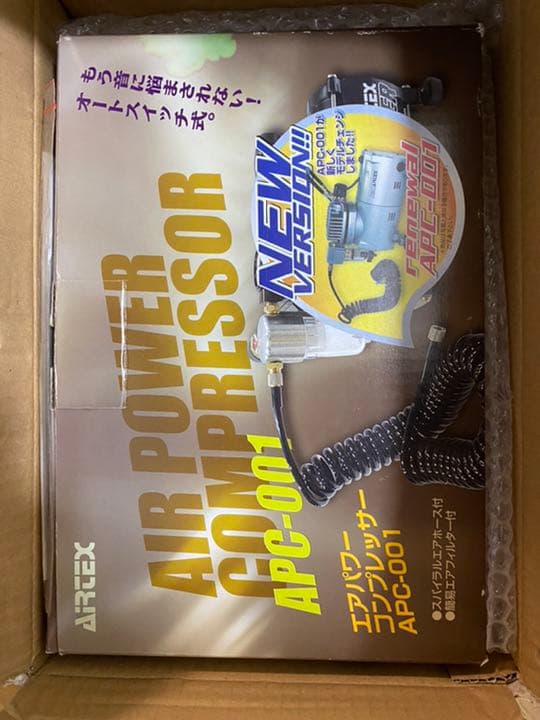 もう音に悩まされない！
オートスイッチ式。
AIRTEX
AIR POWER
COMPRESSOR
APC-001
NEW
VERSION!!
APC-001が
新しく
モデルチェンジ
しました!!
renewal
APC-001
エアパワー
コンプレッサー
APC-001
●スパイラルエアホース付
●簡易エアフィルター付